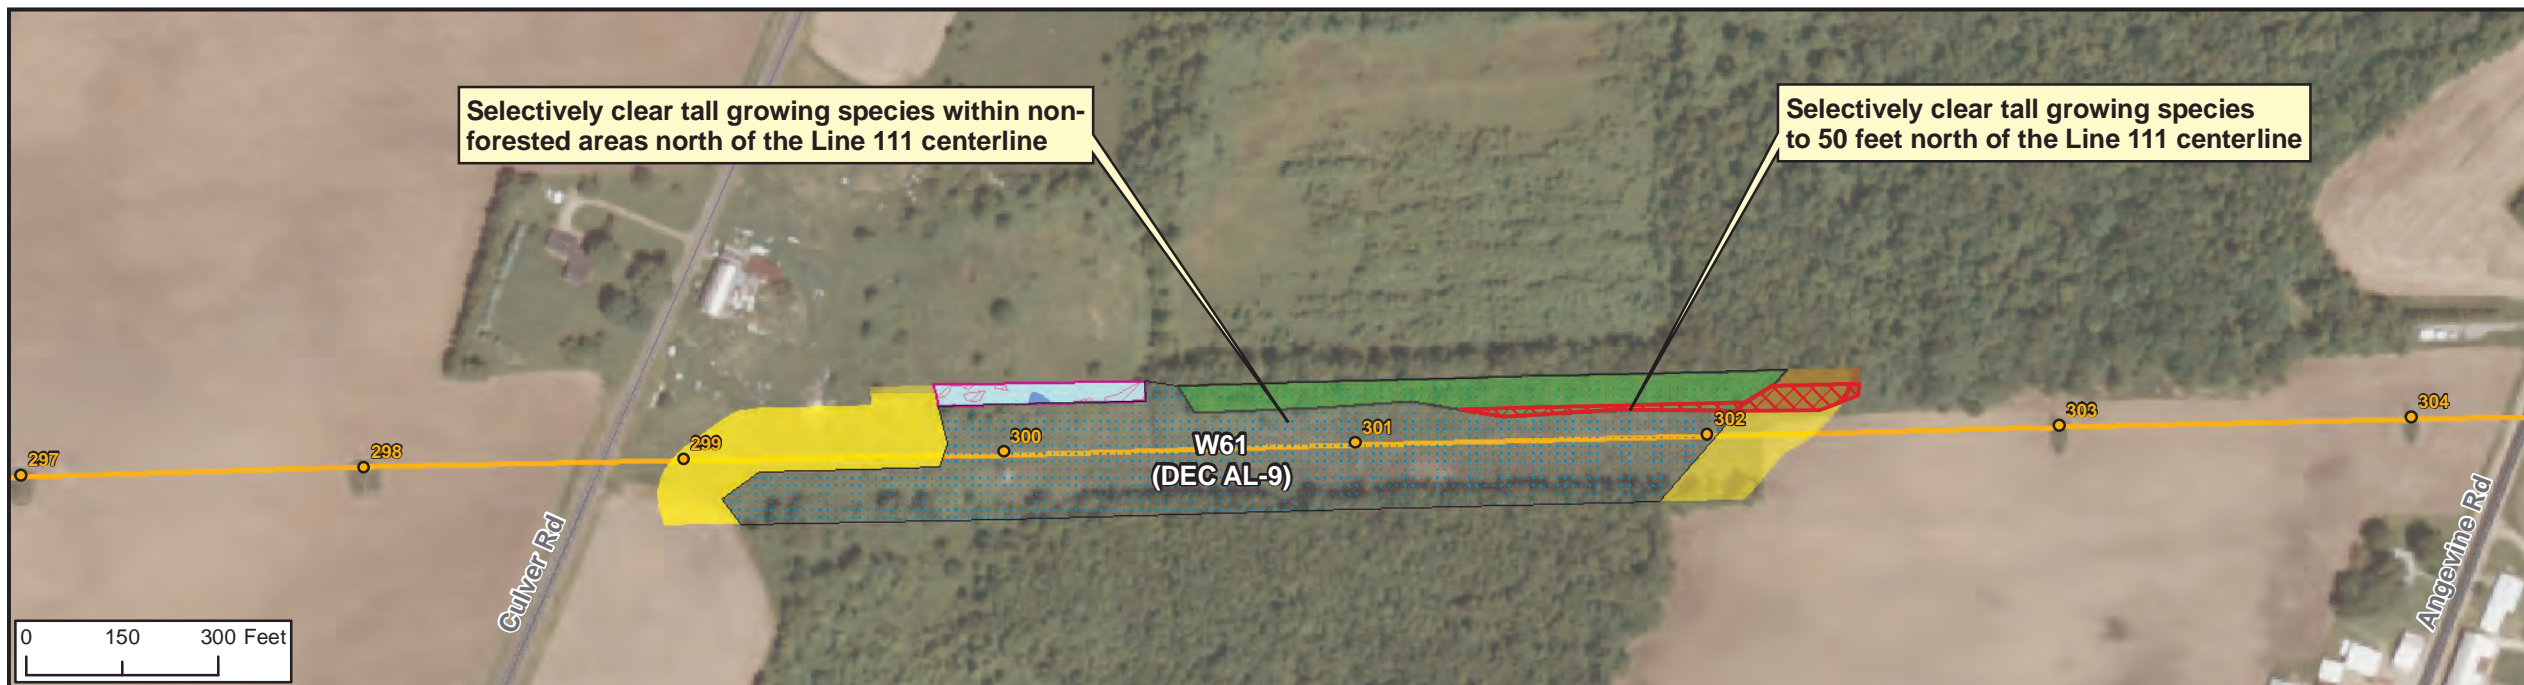 Selectively clear tall growing species within non-
forested areas north of the Line 111 centerline
Selectively clear tall growing species
to 50 feet north of the Line 111 centerline
297
298
299
300
301
302
303
304
W61
(DEC AL-9)
Culver Rd
Angevine Rd
0 150 300 Feet